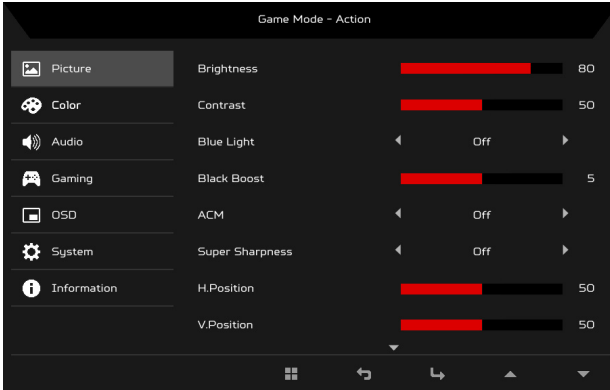 Game Mode - Action
Picture
Color
Audio
Gaming
OSD
System
Information
Brightness 80
Contrast 50
Blue Light Off
Black Boost 5
ACM Off
Super Sharpness Off
H.Position 50
V.Position 50